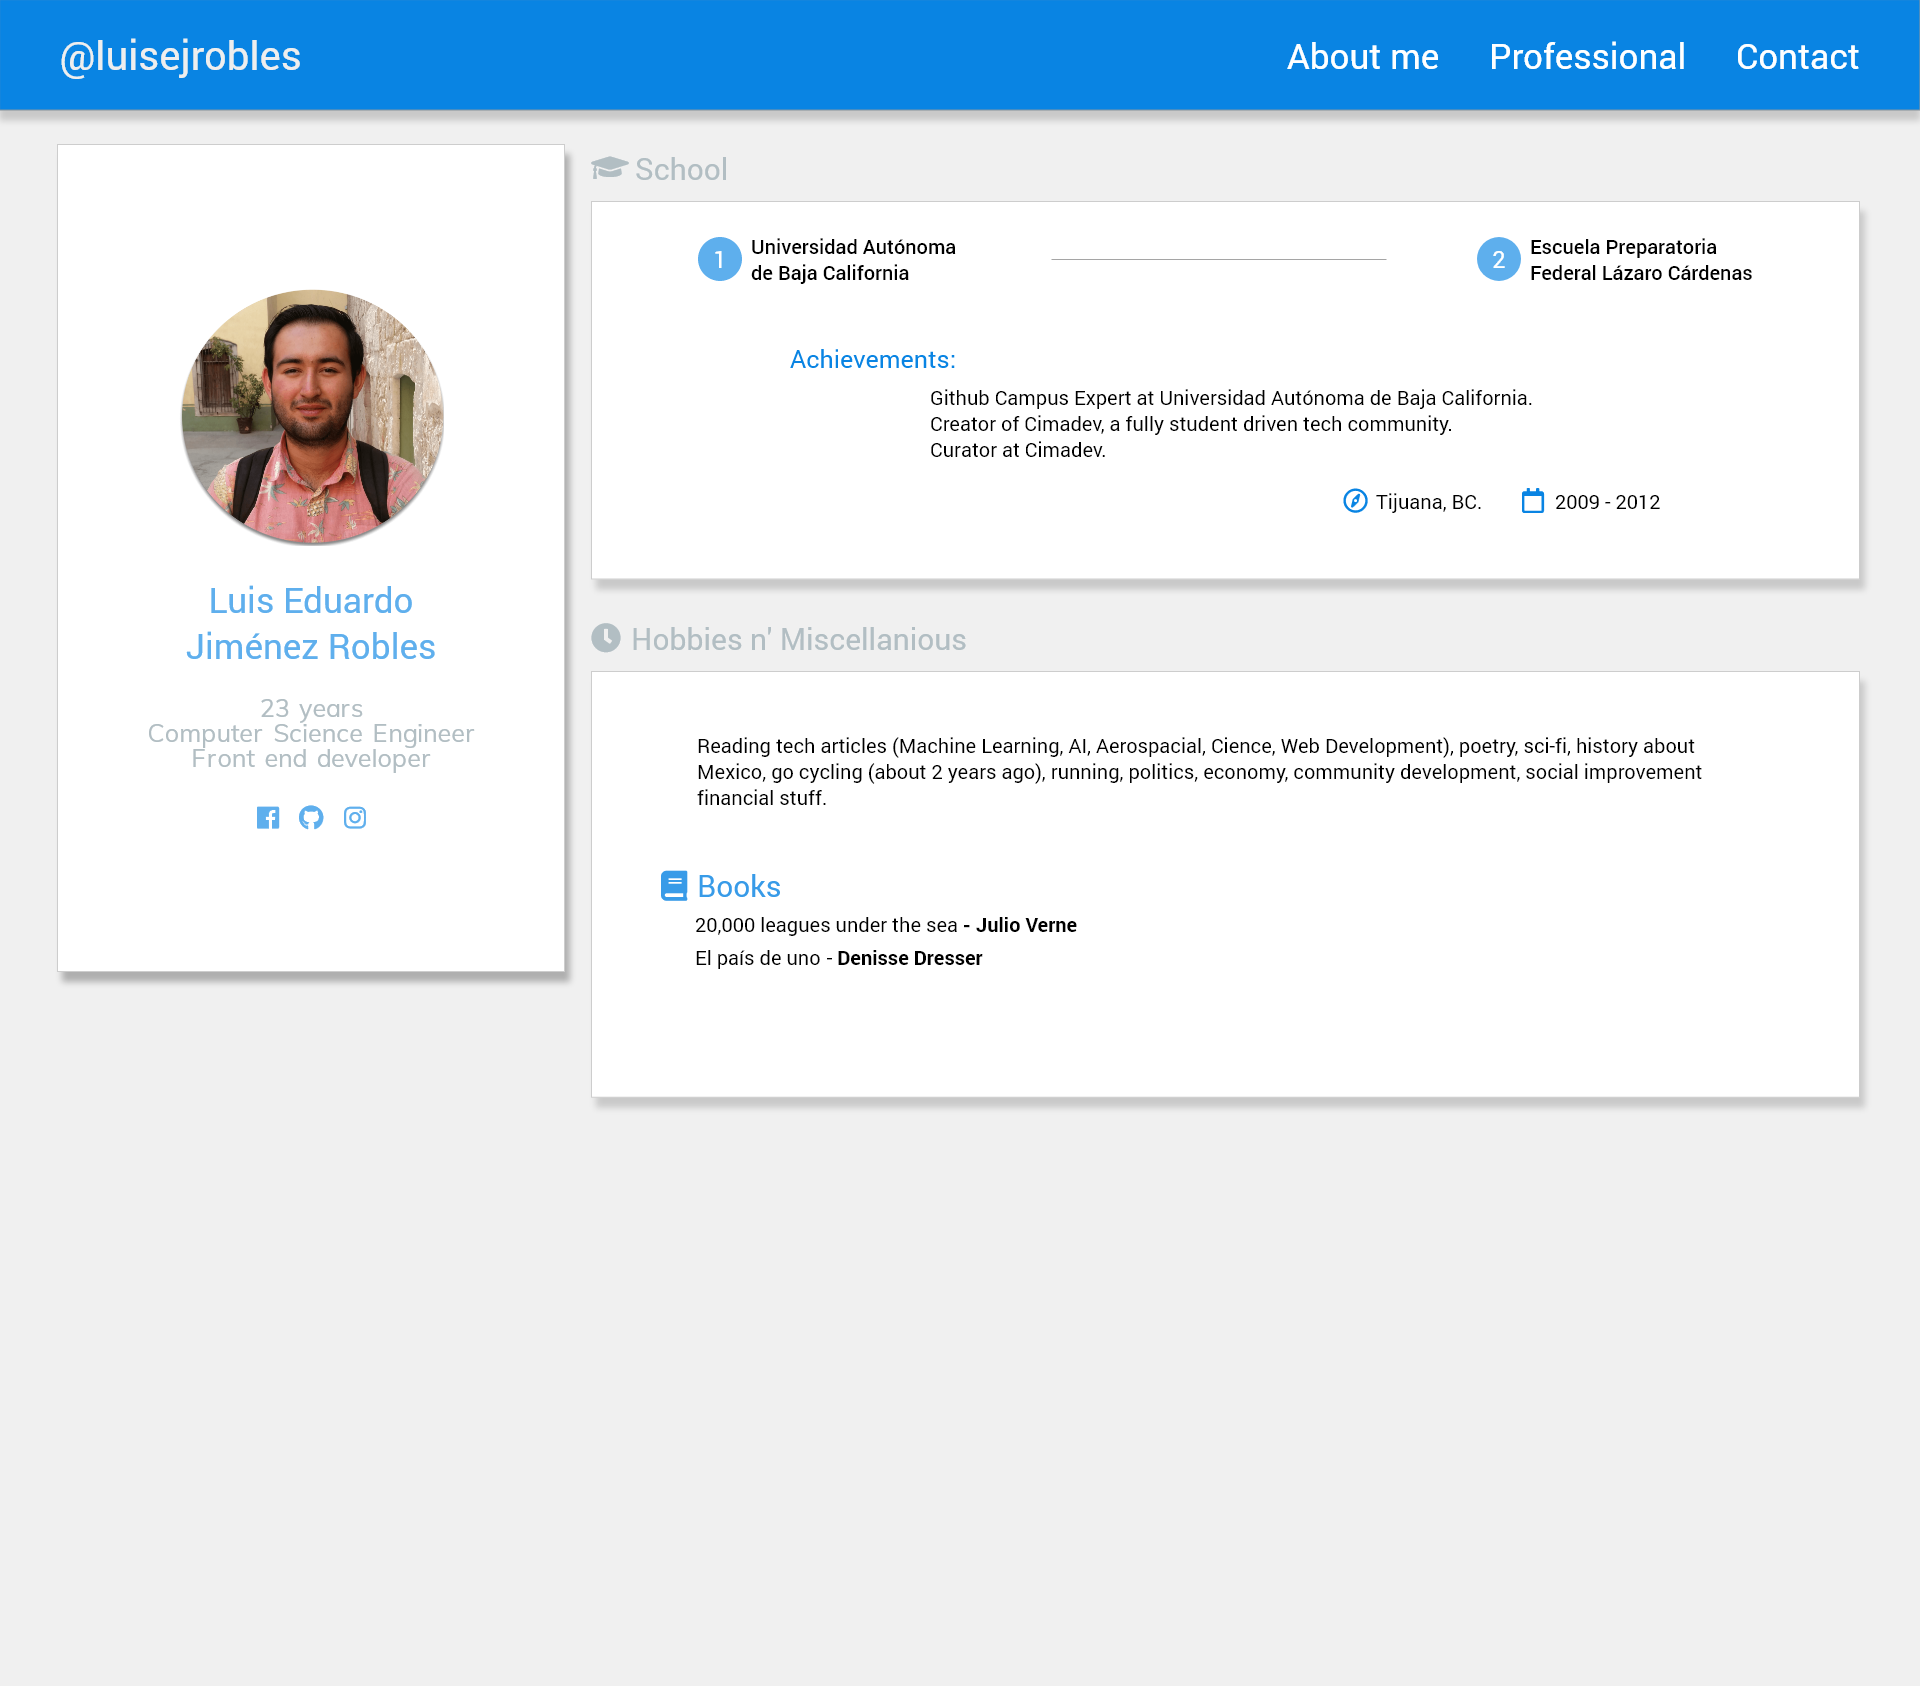 @luisejrobles
About me
Professional
Contact
Luis Eduardo
Jiménez Robles
23 years
Computer Science Engineer
Front end developer
School
1
Universidad Autónoma
de Baja California
2
Escuela Preparatoria
Federal Lázaro Cárdenas
Achievements:
Github Campus Expert at Universidad Autónoma de Baja California.
Creator of Cimadev, a fully student driven tech community.
Curator at Cimadev.
Tijuana, BC.
2009 - 2012
Hobbies n' Miscellanious
Reading tech articles (Machine Learning, AI, Aerospacial, Cience, Web Development), poetry, sci-fi, history about
Mexico, go cycling (about 2 years ago), running, politics, economy, community development, social improvement
financial stuff.
Books
20,000 leagues under the sea - Julio Verne
El país de uno - Denisse Dresser